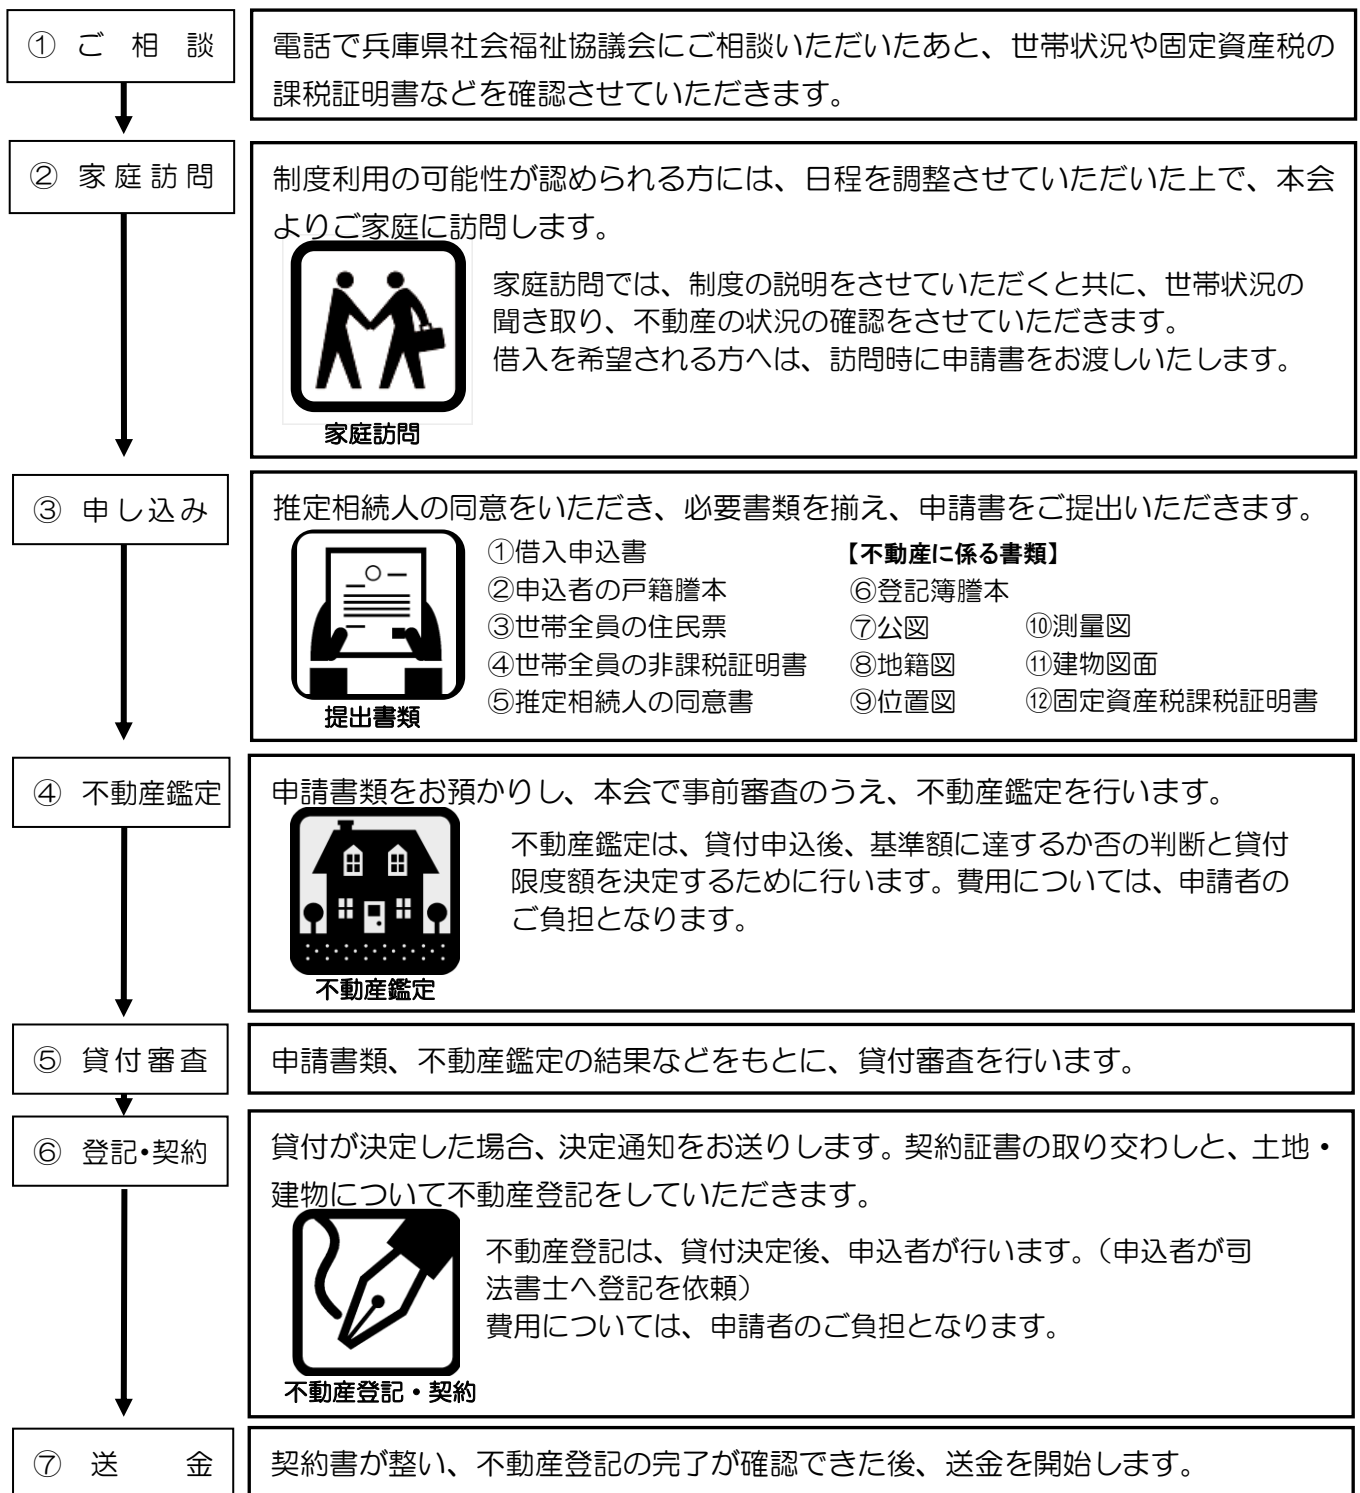 ① ご 相 談
電話で兵庫県社会福祉協議会にご相談いただいたあと、世帯状況や固定資産税の
課税証明書などを確認させていただきます。
② 家庭訪問
制度利用の可能性が認められる方には、日程を調整させていただいた上で、本会
よりご家庭に訪問します。
家庭訪問では、制度の説明をさせていただくと共に、世帯状況の
聞き取り、不動産の状況の確認をさせていただきます。
借入を希望される方へは、訪問時に申請書をお渡しいたします。
家庭訪問
③ 申し込み
推定相続人の同意をいただき、必要書類を揃え、申請書をご提出いただきます。
①借入申込書
②申込者の戸籍謄本
③世帯全員の住民票
④世帯全員の非課税証明書
⑤推定相続人の同意書
【不動産に係る書類】
⑥登記簿謄本
⑦公図 ⑩測量図
⑧地籍図 ⑪建物図面
⑨位置図 ⑫固定資産税課税証明書
提出書類
④ 不動産鑑定
申請書類をお預かりし、本会で事前審査のうえ、不動産鑑定を行います。
不動産鑑定は、貸付申込後、基準額に達するか否の判断と貸付
限度額を決定するために行います。費用については、申請者の
ご負担となります。
不動産鑑定
⑤ 貸付審査
申請書類、不動産鑑定の結果などをもとに、貸付審査を行います。
⑥ 登記・契約
貸付が決定した場合、決定通知をお送りします。契約証書の取り交わしと、土地・
建物について不動産登記をしていただきます。
不動産登記は、貸付決定後、申込者が行います。（申込者が司
法書士へ登記を依頼）
費用については、申請者のご負担となります。
不動産登記・契約
⑦ 送 金
契約書が整い、不動産登記の完了が確認できた後、送金を開始します。